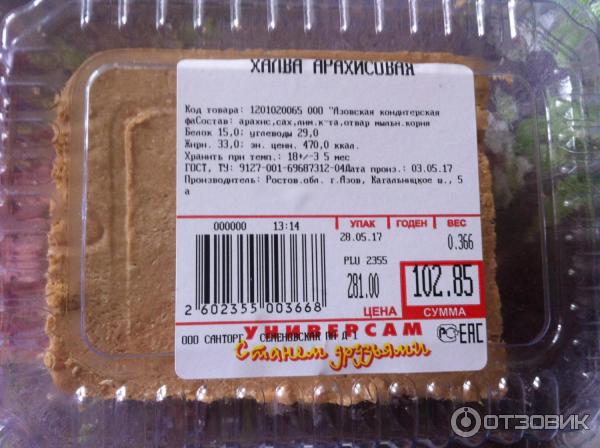 ХАЛВА АРАХИСОВАЯ
Код товара: 1201020065 ООО "Азовская кондитерская
фаСостав: арахис,сах,лим.к-та,отвар мыльн.корня
Белок 15,0; углеводы 29,0
Жирн. 33,0; эн. ценн. 470,0 ккал.
Хранить при темп.: 18+/-3 5 мес
ГОСТ, ТУ: 9127-001-69687312-04Дата произ.: 03.05.17
Производитель: Ростов.обл. г.Азов, Кагальницкое ш., 5
а
000000 13:14
УПАК ГОДЕН ВЕС
28.05.17 0.366
PLU 2355
281.00 102.85
ЦЕНА СУММА
2 602355 003668
УНИВЕРСАМ
ООО САНТОРГ СЕМЕНОВСКАЯ ПЛ Д-1
Станем друзьями
РС ЕАС
ОТЗОВИК